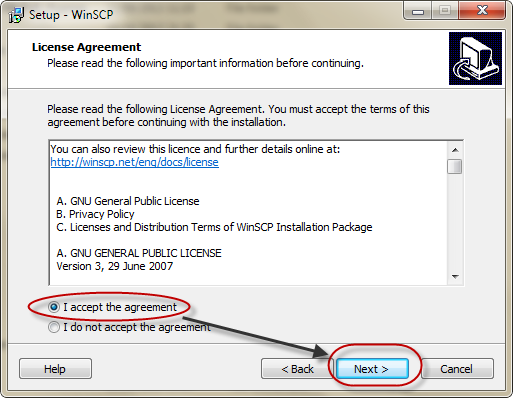 Setup - WinSCP
License Agreement
Please read the following important information before continuing.
Please read the following License Agreement. You must accept the terms of this
agreement before continuing with the installation.
You can also review this licence and further details online at:
http://winscp.net/eng/docs/license
A. GNU General Public License
B. Privacy Policy
C. Licenses and Distribution Terms of WinSCP Installation Package
A. GNU GENERAL PUBLIC LICENSE
Version 3, 29 June 2007
I accept the agreement
I do not accept the agreement
Help
< Back
Next >
Cancel